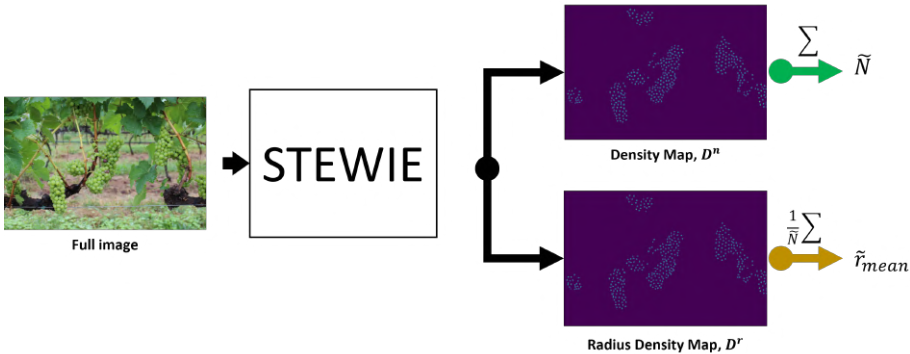 Full image
STEWIE
Density Map, Dⁿ
∑
Ñ
Radius Density Map, Dʳ
1/Ñ ∑
r̃mean